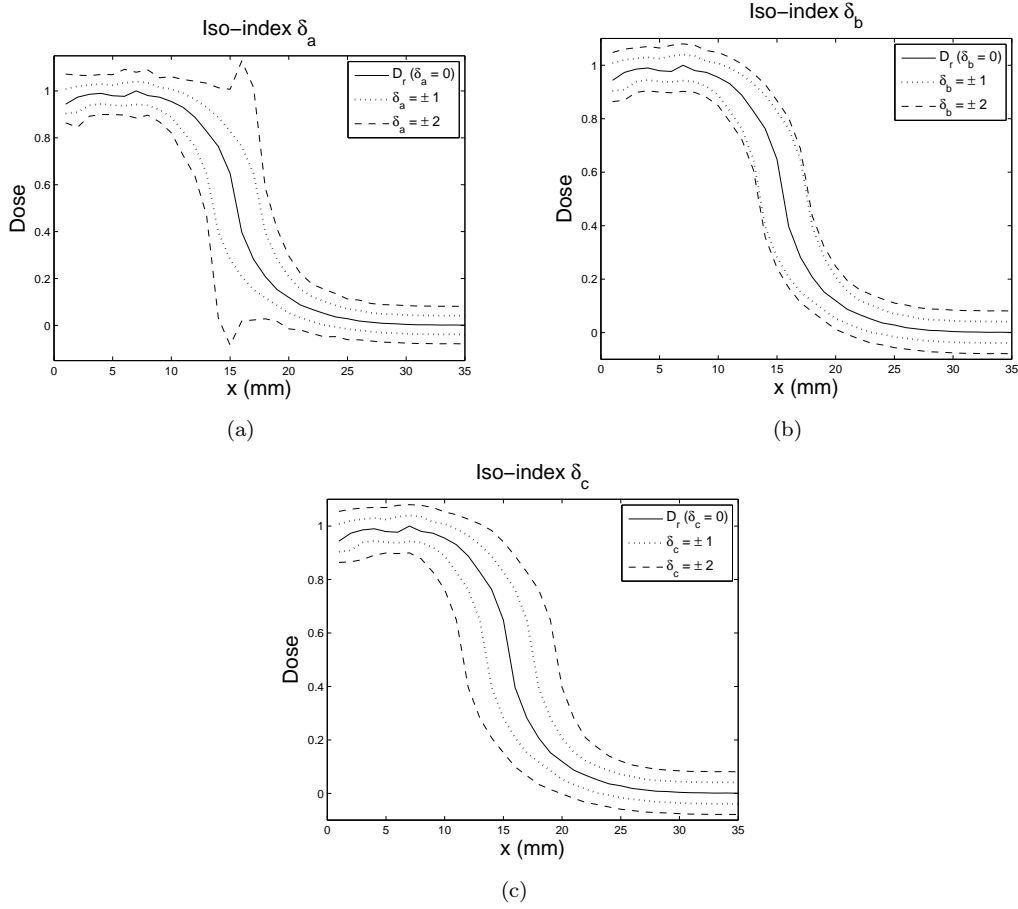 Iso−index δa
Dr (δa = 0)
δa = ± 1
δa = ± 2
1
0.8
0.6
0.4
0.2
0
Dose
0 5 10 15 20 25 30 35
x (mm)
(a)
Iso−index δb
Dr (δb = 0)
δb = ± 1
δb = ± 2
1
0.8
0.6
0.4
0.2
0
Dose
0 5 10 15 20 25 30 35
x (mm)
(b)
Iso−index δc
Dr (δc = 0)
δc = ± 1
δc = ± 2
1
0.8
0.6
0.4
0.2
0
Dose
0 5 10 15 20 25 30 35
x (mm)
(c)